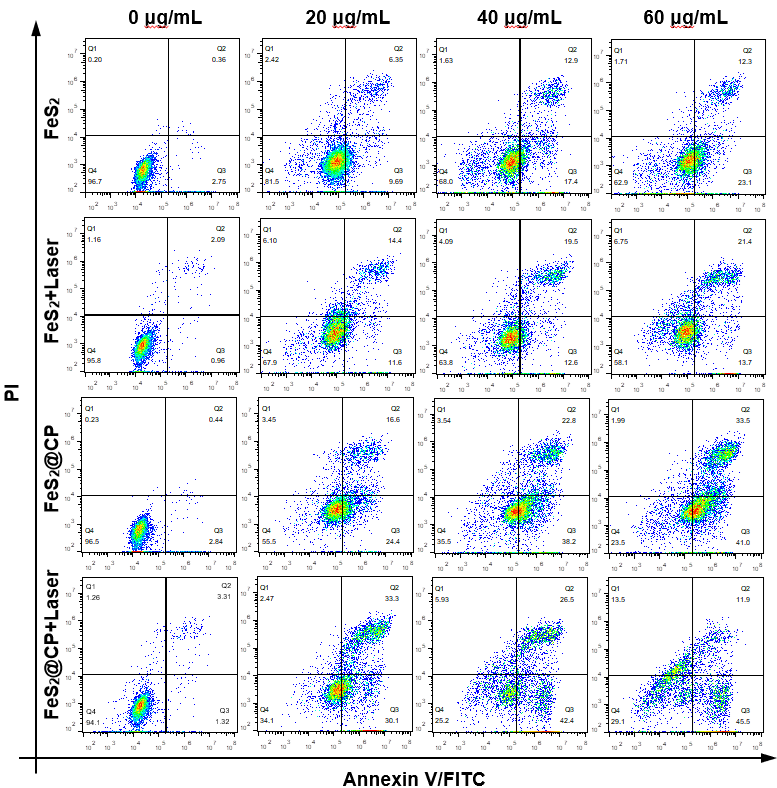 0 µg/mL 20 µg/mL 40 µg/mL 60 µg/mL
FeS2
Q1 0.20 Q2 0.36 Q4 96.7 Q3 2.75
Q1 2.42 Q2 6.35 Q4 81.5 Q3 9.69
Q1 1.63 Q2 12.9 Q4 68.0 Q3 17.4
Q1 1.71 Q2 12.3 Q4 62.9 Q3 23.1
FeS2+Laser
Q1 1.16 Q2 2.09 Q4 95.8 Q3 0.96
Q1 6.10 Q2 14.4 Q4 67.9 Q3 11.6
Q1 4.09 Q2 19.5 Q4 63.8 Q3 12.6
Q1 6.75 Q2 21.4 Q4 58.1 Q3 13.7
FeS2@CP
Q1 0.23 Q2 0.44 Q4 96.5 Q3 2.84
Q1 3.45 Q2 16.6 Q4 55.5 Q3 24.4
Q1 3.54 Q2 22.8 Q4 35.5 Q3 38.2
Q1 1.99 Q2 33.5 Q4 23.5 Q3 41.0
FeS2@CP+Laser
Q1 1.26 Q2 3.31 Q4 94.1 Q3 1.32
Q1 2.47 Q2 33.3 Q4 34.1 Q3 30.1
Q1 5.93 Q2 26.5 Q4 25.2 Q3 42.4
Q1 13.5 Q2 11.9 Q4 29.1 Q3 45.5
PI
Annexin V/FITC